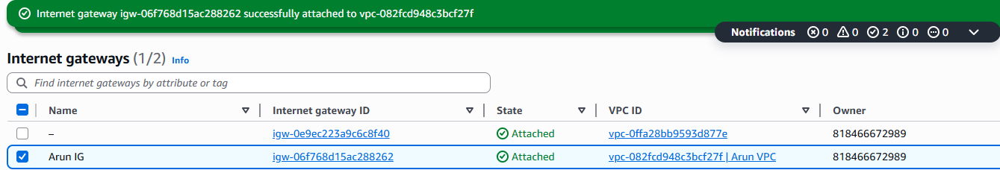 Internet gateway igw-06f768d15ac288262 successfully attached to vpc-082fcd948c3bcf27f
Notifications 0 0 2 0 0
Internet gateways (1/2) Info
Find internet gateways by attribute or tag
Name Internet gateway ID State VPC ID Owner
– igw-0e9ec223a9c6c8f40 Attached vpc-0ffa28bb9593d877e 818466672989
Arun IG igw-06f768d15ac288262 Attached vpc-082fcd948c3bcf27f | Arun VPC 818466672989